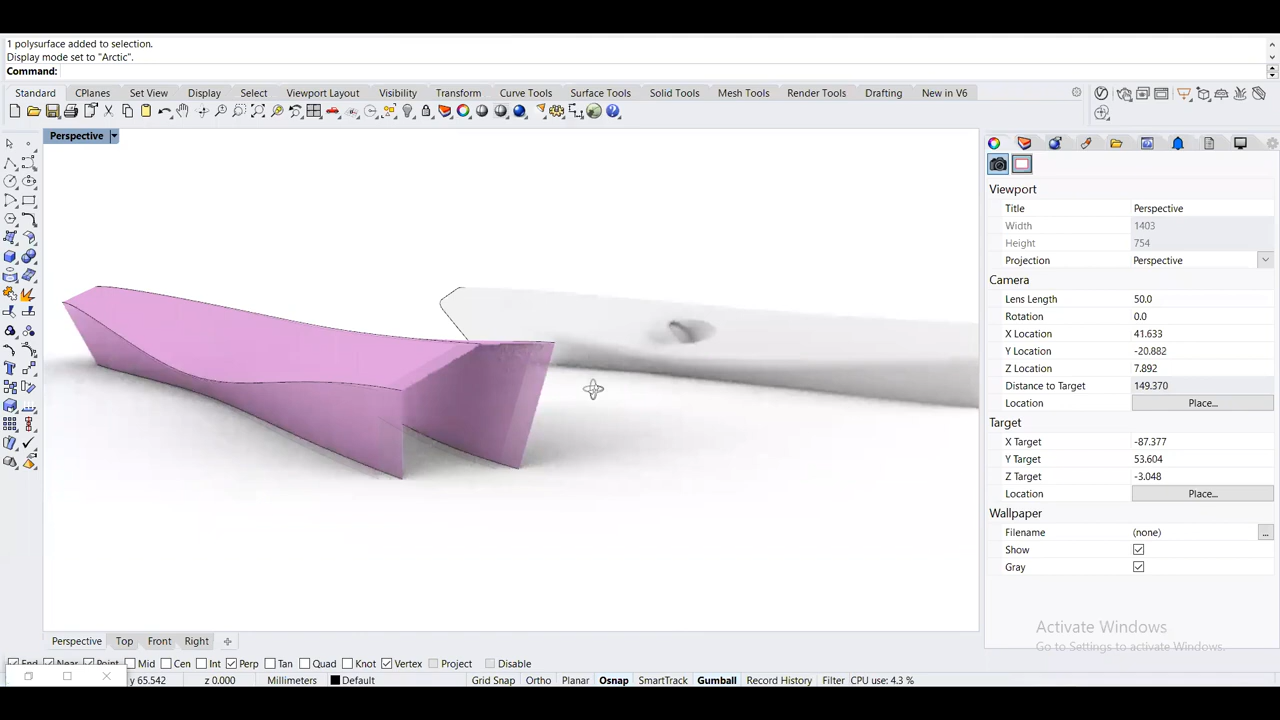 1 polysurface added to selection.
Display mode set to "Arctic".
Command:
Standard CPlanes Set View Display Select Viewport Layout Visibility Transform Curve Tools Surface Tools Solid Tools Mesh Tools Render Tools Drafting New in V6
Perspective
Viewport
Title Perspective
Width 1403
Height 754
Projection Perspective
Camera
Lens Length 50.0
Rotation 0.0
X Location 41.633
Y Location -20.882
Z Location 7.892
Distance to Target 149.370
Location Place...
Target
X Target -87.377
Y Target 53.604
Z Target -3.048
Location Place...
Wallpaper
Filename (none) ...
Show
Gray
Activate Windows
Go to Settings to activate Windows.
Perspective Top Front Right
End Near Point Mid Cen Int Perp Tan Quad Knot Vertex Project Disable
y 65.542 z 0.000 Millimeters Default Grid Snap Ortho Planar Osnap SmartTrack Gumball Record History Filter CPU use: 4.3 %